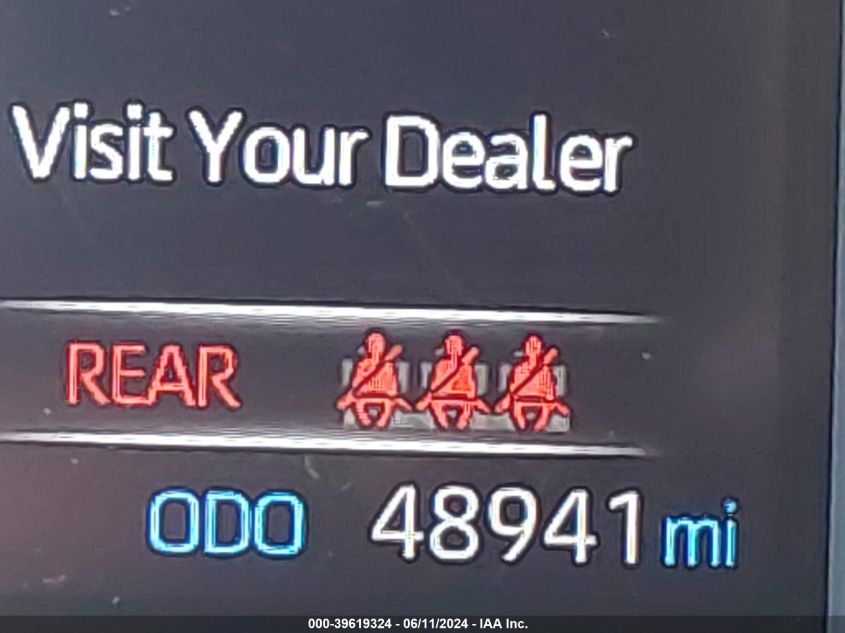 Visit Your Dealer
REAR
ODO 48941 mi
000-39619324 - 06/11/2024 - IAA Inc.